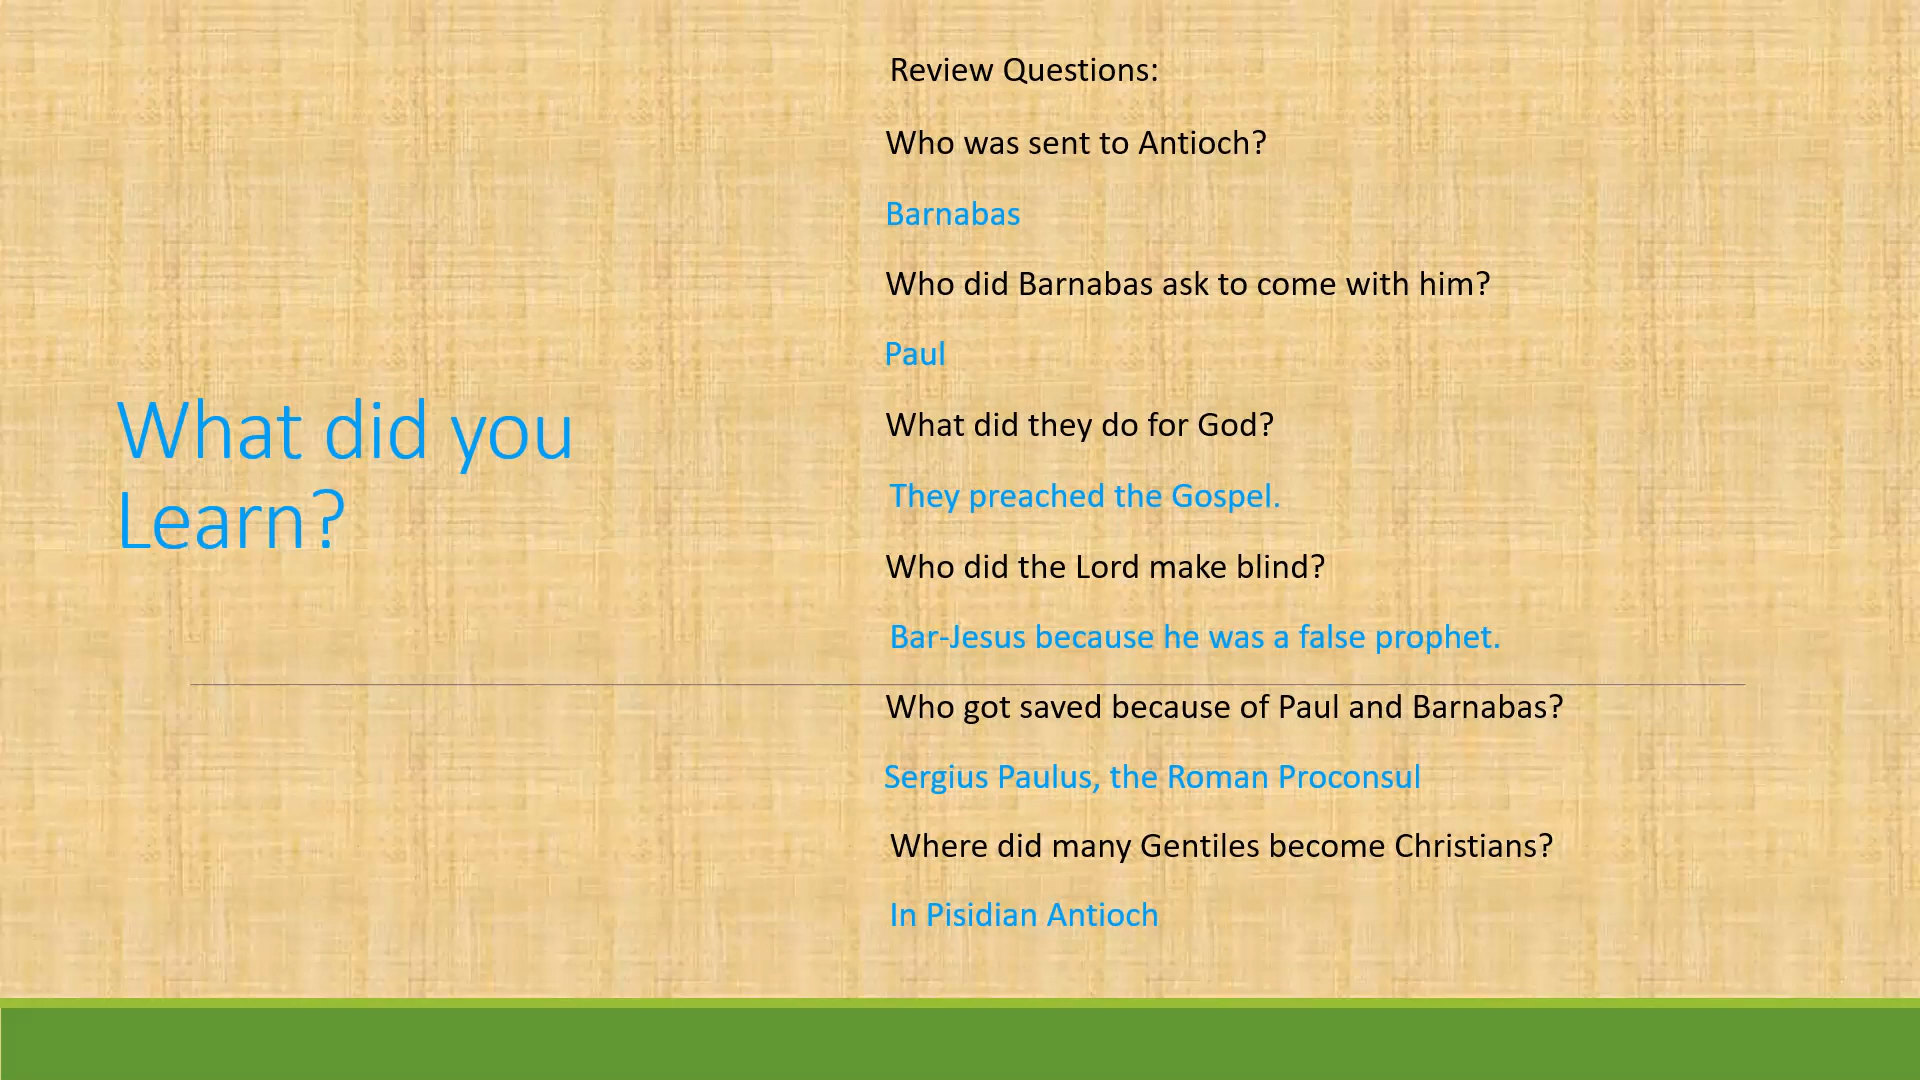 What did you
Learn?
Review Questions:
Who was sent to Antioch?
Barnabas
Who did Barnabas ask to come with him?
Paul
What did they do for God?
They preached the Gospel.
Who did the Lord make blind?
Bar-Jesus because he was a false prophet.
Who got saved because of Paul and Barnabas?
Sergius Paulus, the Roman Proconsul
Where did many Gentiles become Christians?
In Pisidian Antioch